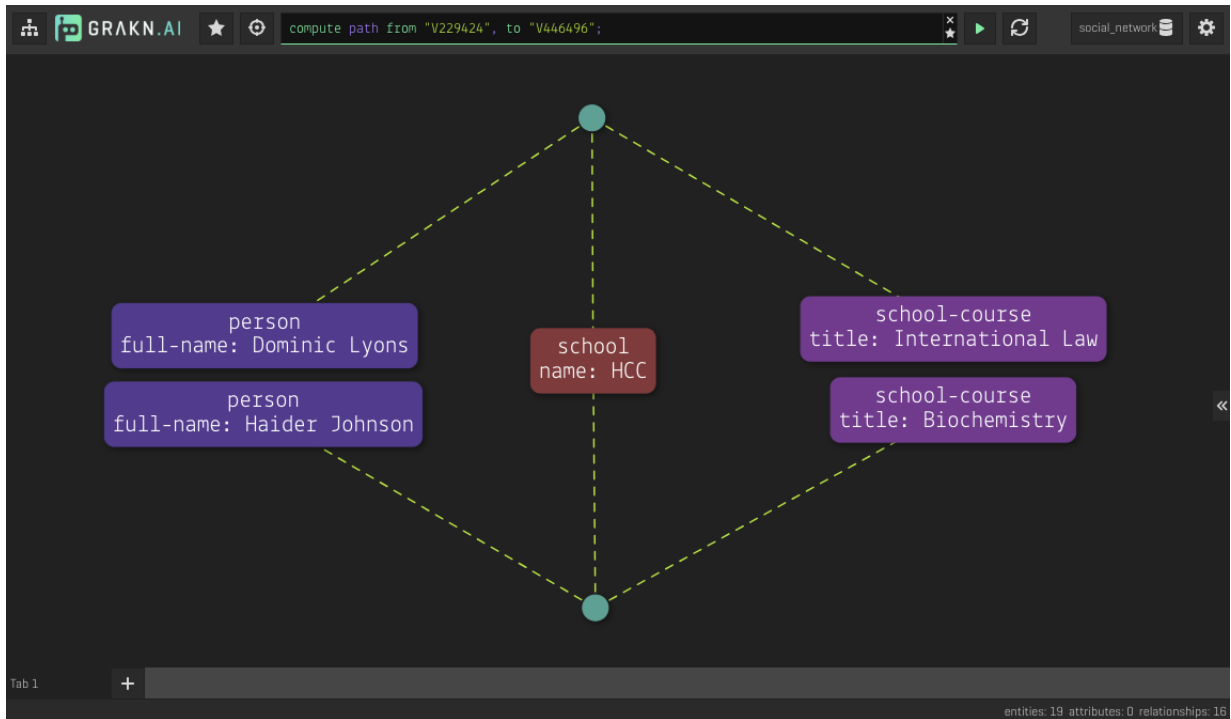 GRAKN.AI
compute path from "V229424", to "V446496";
social_network
person
full-name: Dominic Lyons
person
full-name: Haider Johnson
school
name: HCC
school-course
title: International Law
school-course
title: Biochemistry
Tab 1
entities: 19 attributes: 0 relationships: 16